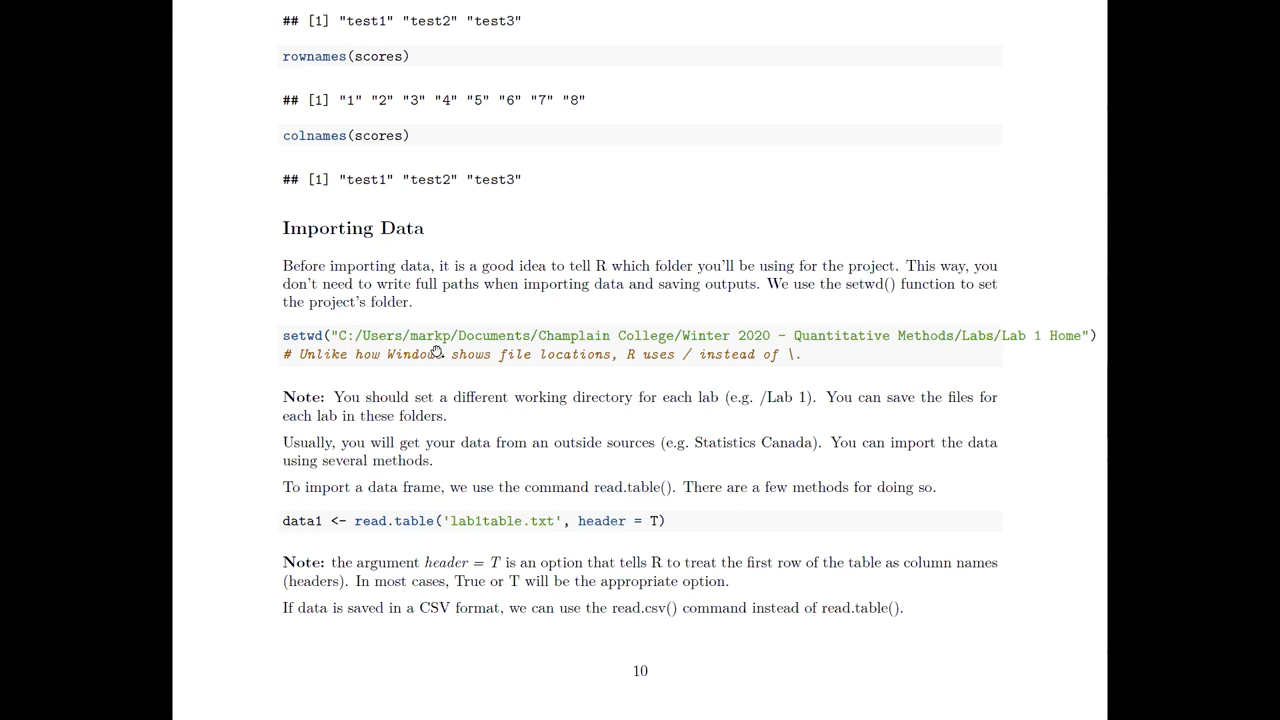 ## [1] "test1" "test2" "test3"
rownames(scores)
## [1] "1" "2" "3" "4" "5" "6" "7" "8"
colnames(scores)
## [1] "test1" "test2" "test3"
Importing Data
Before importing data, it is a good idea to tell R which folder you'll be using for the project. This way, you
don't need to write full paths when importing data and saving outputs. We use the setwd() function to set
the project's folder.
setwd("C:/Users/markp/Documents/Champlain College/Winter 2020 - Quantitative Methods/Labs/Lab 1 Home")
# Unlike how Windows shows file locations, R uses / instead of \.
Note: You should set a different working directory for each lab (e.g. /Lab 1). You can save the files for
each lab in these folders.
Usually, you will get your data from an outside sources (e.g. Statistics Canada). You can import the data
using several methods.
To import a data frame, we use the command read.table(). There are a few methods for doing so.
data1 <- read.table('lab1table.txt', header = T)
Note: the argument header = T is an option that tells R to treat the first row of the table as column names
(headers). In most cases, True or T will be the appropriate option.
If data is saved in a CSV format, we can use the read.csv() command instead of read.table().
10